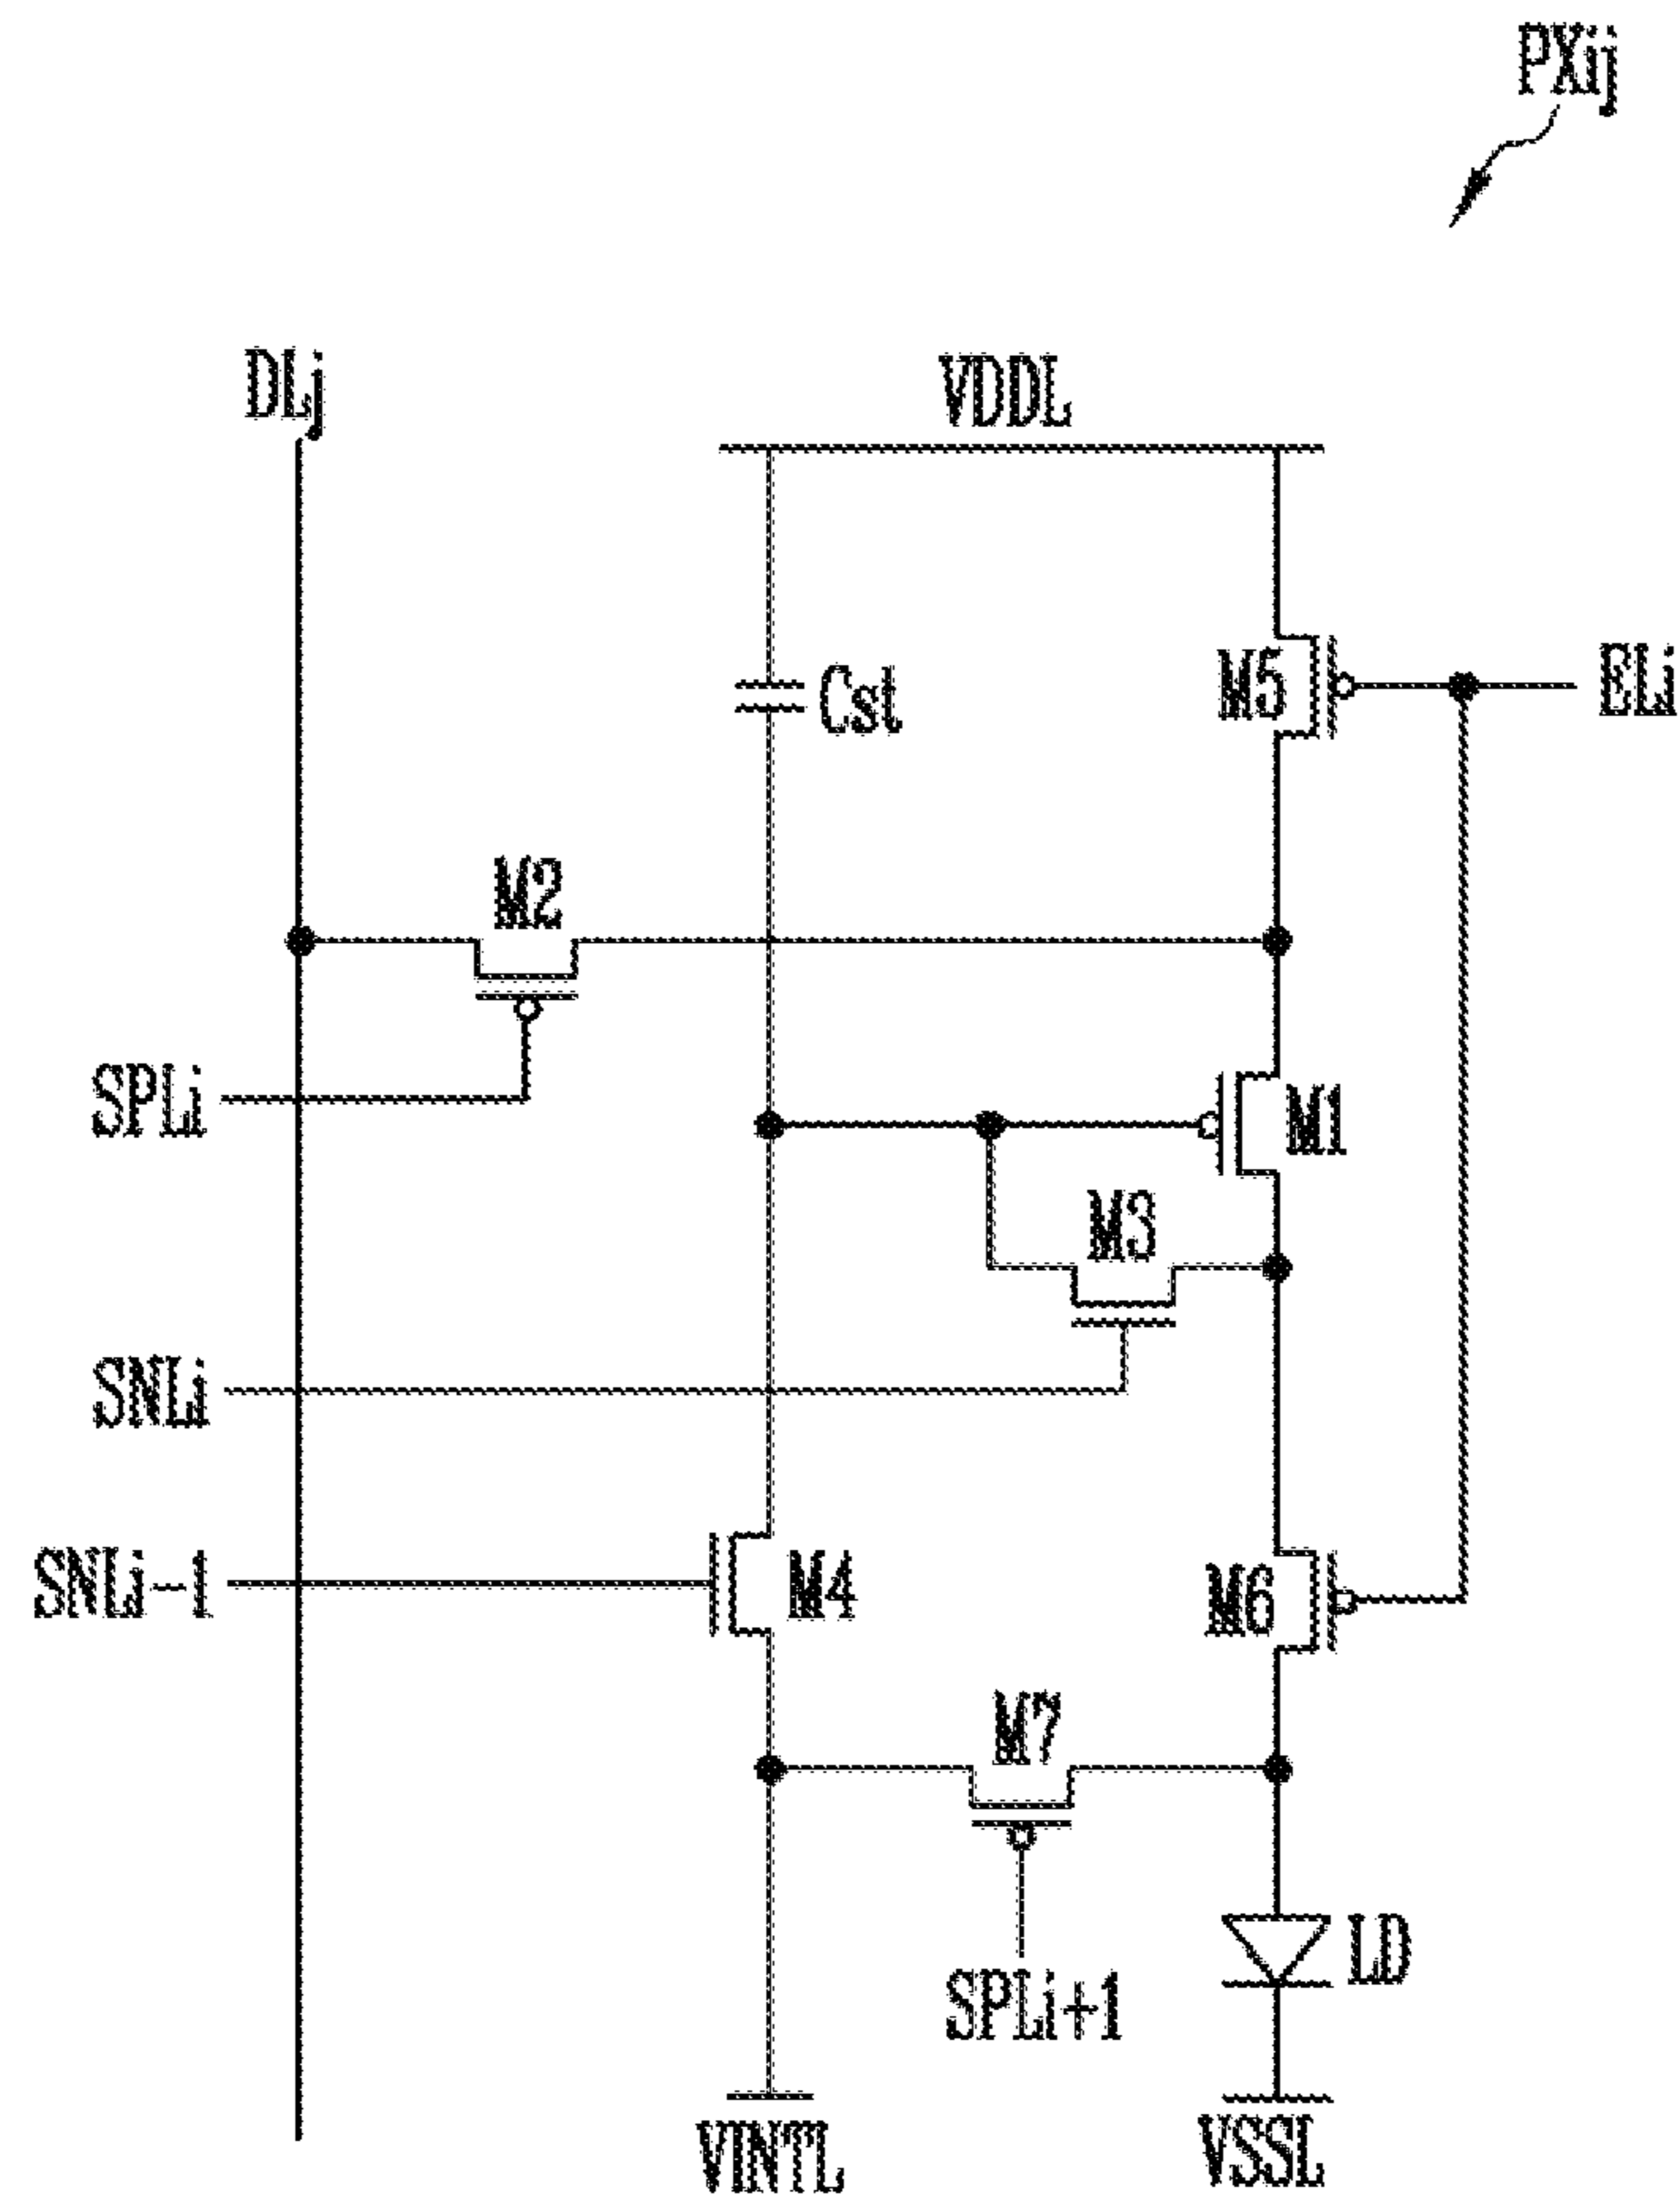 PXij
DLj
VDDL
M5
ELi
Cst
M2
SPLi
M1
M3
SNLi
SNLi-1
M4
M6
M7
LD
SPLi+1
VINTL
VSSL